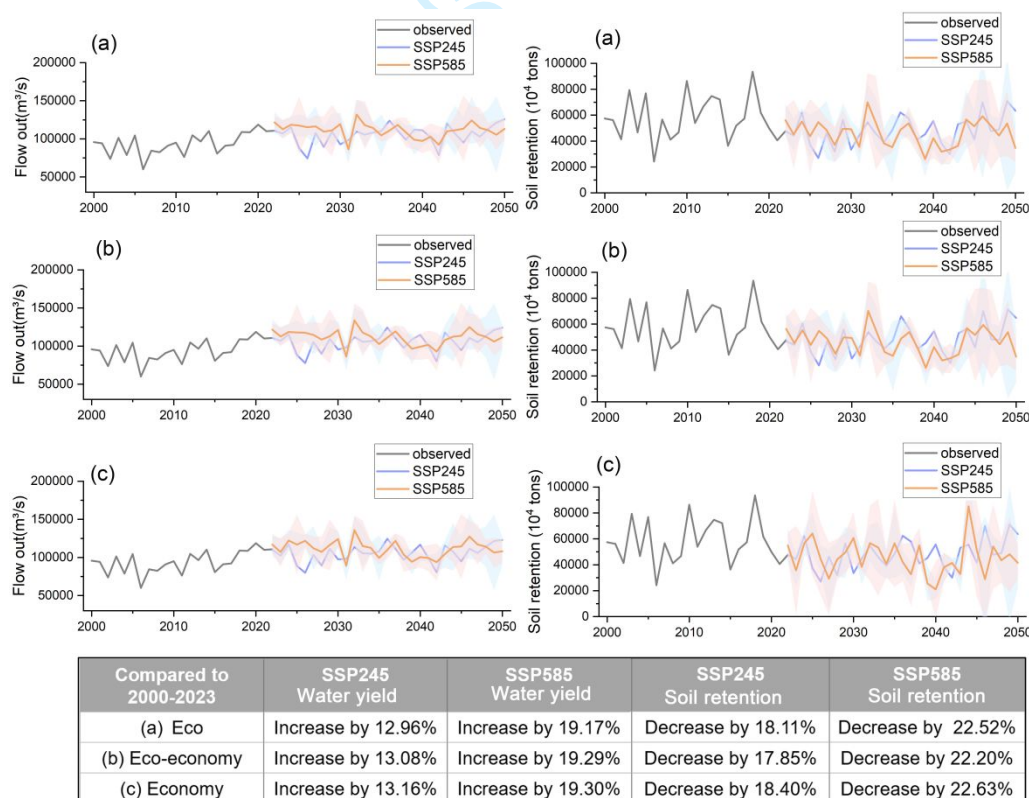 (a)
observed
SSP245
SSP585
Flow out(m³/s)
200000
150000
100000
50000
2000 2010 2020 2030 2040 2050
(a)
observed
SSP245
SSP585
Soil retention (10⁴ tons)
100000
80000
60000
40000
20000
0
2000 2010 2020 2030 2040 2050
(b)
observed
SSP245
SSP585
Flow out(m³/s)
200000
150000
100000
50000
2000 2010 2020 2030 2040 2050
(b)
observed
SSP245
SSP585
Soil retention (10⁴ tons)
100000
80000
60000
40000
20000
0
2000 2010 2020 2030 2040 2050
(c)
observed
SSP245
SSP585
Flow out(m³/s)
200000
150000
100000
50000
2000 2010 2020 2030 2040 2050
(c)
observed
SSP245
SSP585
Soil retention (10⁴ tons)
100000
80000
60000
40000
20000
0
2000 2010 2020 2030 2040 2050
Compared to 2000-2023 | SSP245 Water yield | SSP585 Water yield | SSP245 Soil retention | SSP585 Soil retention
(a) Eco | Increase by 12.96% | Increase by 19.17% | Decrease by 18.11% | Decrease by 22.52%
(b) Eco-economy | Increase by 13.08% | Increase by 19.29% | Decrease by 17.85% | Decrease by 22.20%
(c) Economy | Increase by 13.16% | Increase by 19.30% | Decrease by 18.40% | Decrease by 22.63%